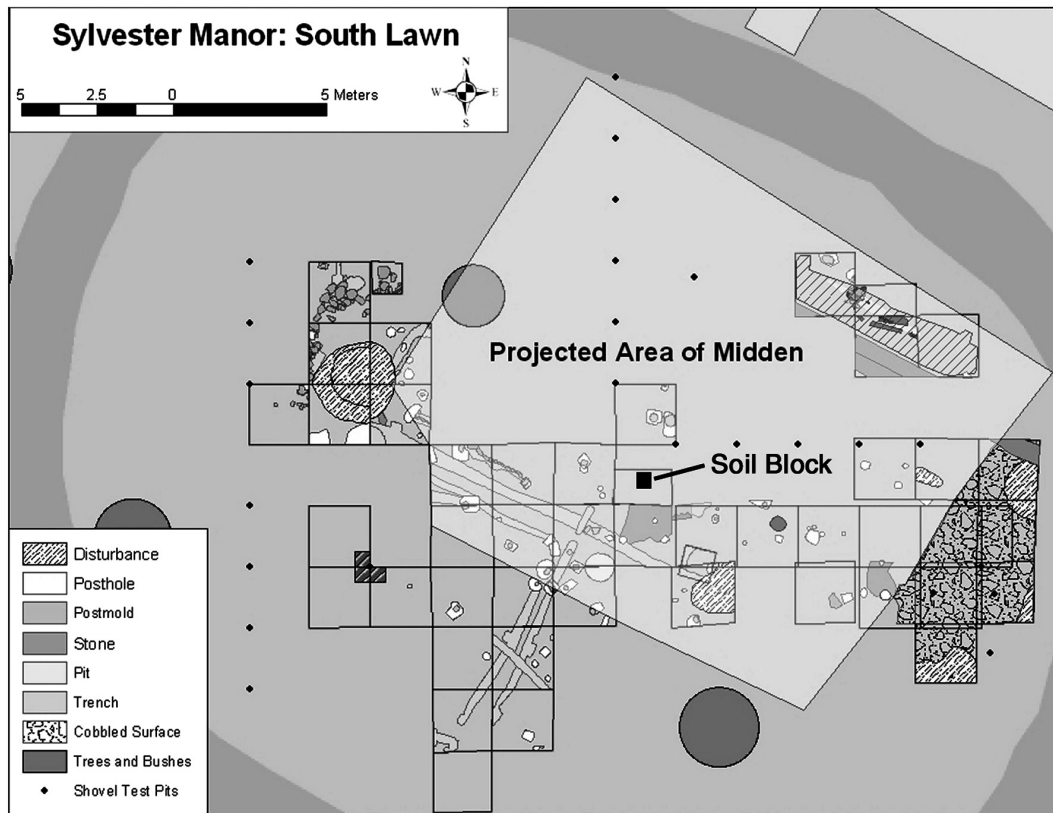 Sylvester Manor: South Lawn
5 2.5 0 5 Meters
N
W E
S
Projected Area of Midden
Soil Block
Disturbance
Posthole
Postmold
Stone
Pit
Trench
Cobbled Surface
Trees and Bushes
Shovel Test Pits